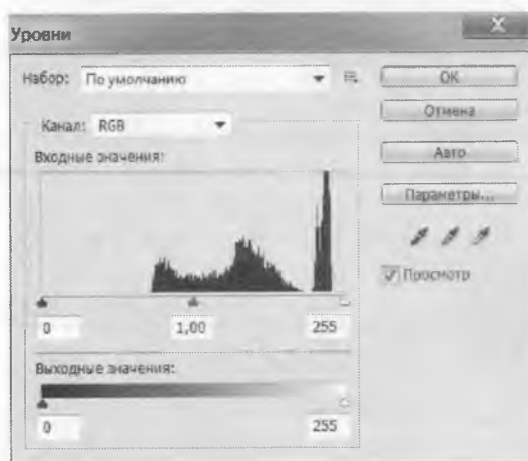 Уровни
Набор: По умолчанию
OK
Отмена
Канал: RGB
Авто
Входные значения:
Параметры...
Просмотр
0 1,00 255
Выходные значения:
0 255